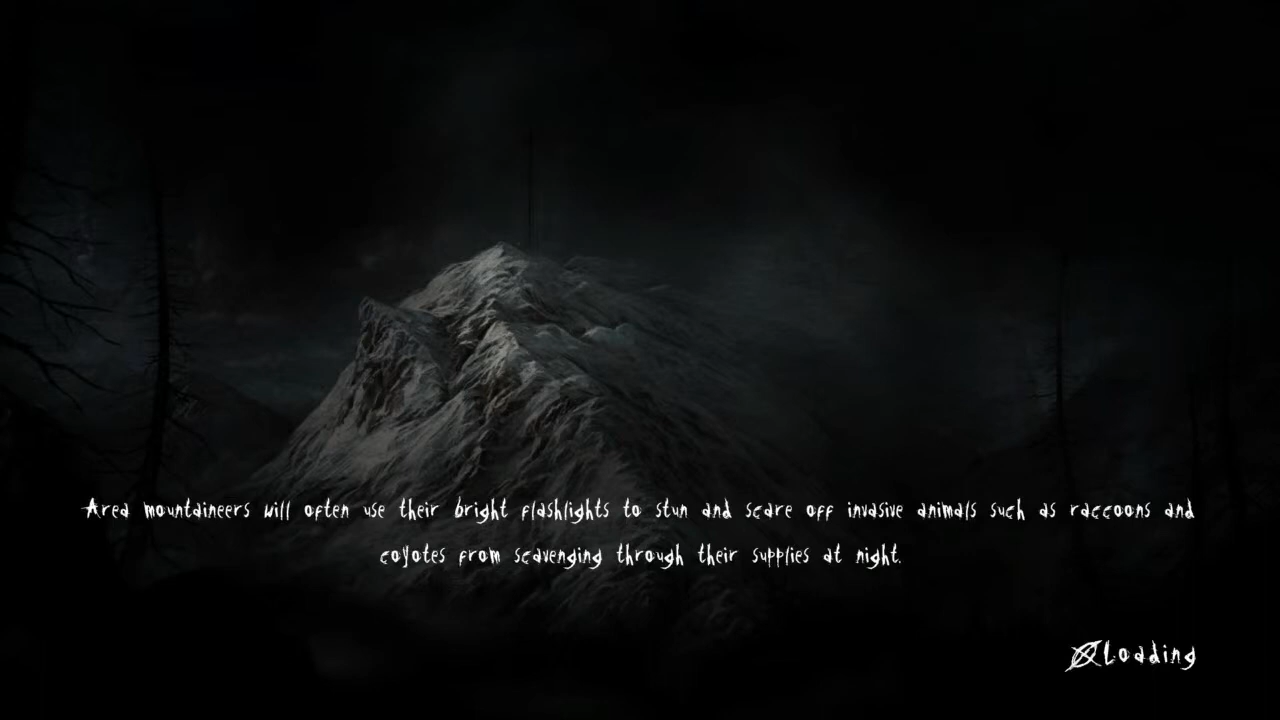 Area mountaineers will often use their bright flashlights to stun and scare off invasive animals such as raccoons and
coyotes from scavenging through their supplies at night.
Loading